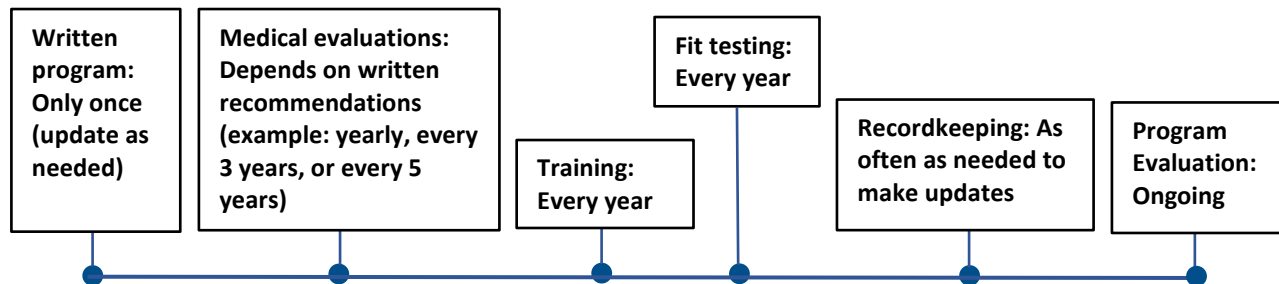 Written
program:
Only once
(update as
needed)
Medical evaluations:
Depends on written
recommendations
(example: yearly, every
3 years, or every 5
years)
Training:
Every year
Fit testing:
Every year
Recordkeeping: As
often as needed to
make updates
Program
Evaluation:
Ongoing